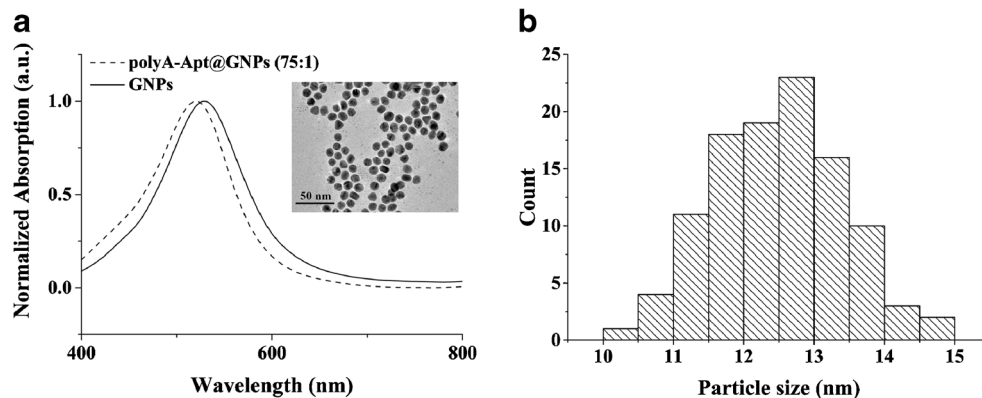 a
polyA-Apt@GNPs (75:1)
GNPs
Normalized Absorption (a.u.)
1.0
0.5
0.0
50 nm
400
600
800
Wavelength (nm)
b
Count
25
20
15
10
5
0
10
11
12
13
14
15
Particle size (nm)